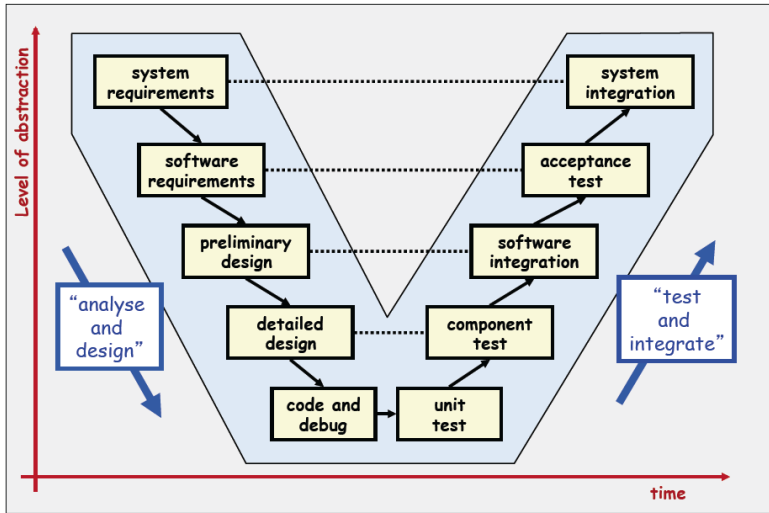 Level of abstraction
system
requirements
system
integration
software
requirements
acceptance
test
preliminary
design
software
integration
"analyse
and
design"
detailed
design
component
test
"test
and
integrate"
code and
debug
unit
test
time